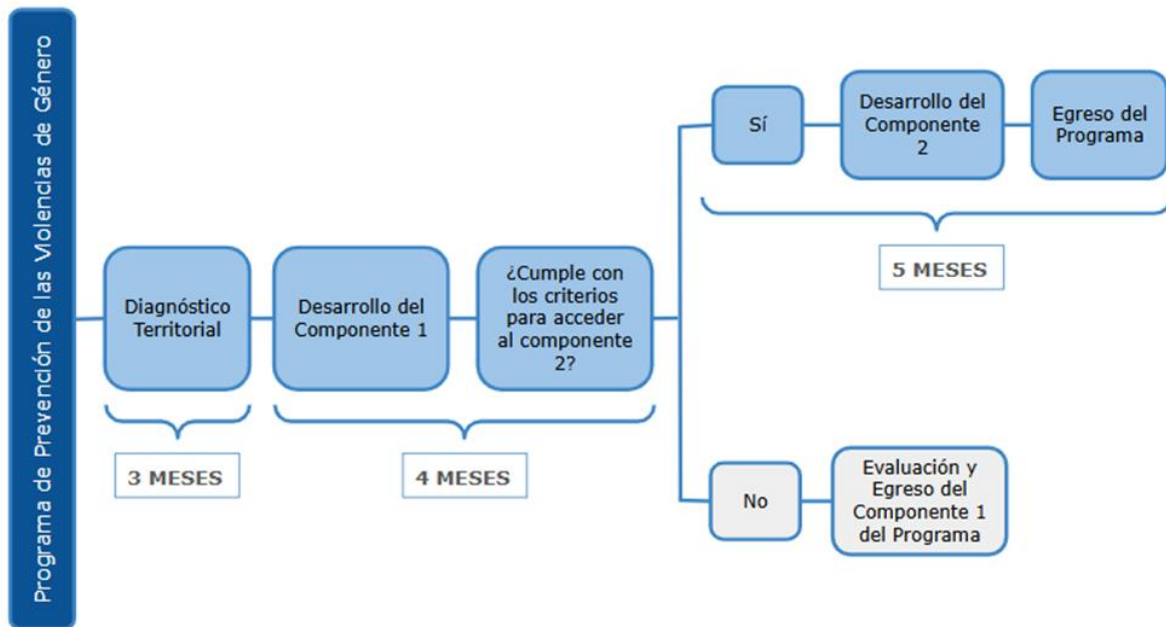 Programa de Prevención de las Violencias de Género
Diagnóstico
Territorial
3 MESES
Desarrollo del
Componente 1
¿Cumple con
los criterios
para acceder
al componente
2?
4 MESES
Sí
Desarrollo del
Componente
2
Egreso del
Programa
5 MESES
No
Evaluación y
Egreso del
Componente 1
del Programa